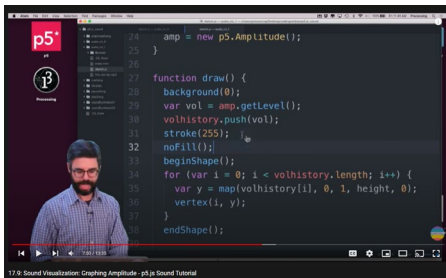 p5*
p5
Processing
24 amp = new p5.Amplitude();
25 }
27 function draw() {
28 background(0);
29 var vol = amp.getLevel();
30 volhistory.push(vol);
31 stroke(255);
32 noFill();
33 beginShape();
34 for (var i = 0; i < volhistory.length; i++) {
35 var y = map(volhistory[i], 0, 1, height, 0);
36 vertex(i, y);
37 }
38 endShape();
17.9: Sound Visualization: Graphing Amplitude - p5.js Sound Tutorial